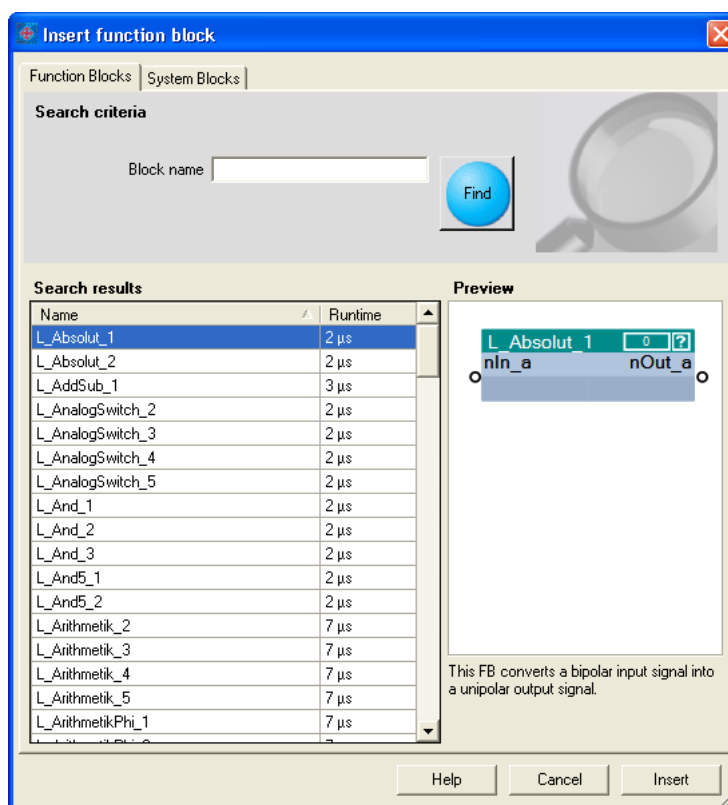 Insert function block
Function Blocks System Blocks
Search criteria
Block name
Find
Search results
Name Runtime
L_Absolut_1 2 µs
L_Absolut_2 2 µs
L_AddSub_1 3 µs
L_AnalogSwitch_2 2 µs
L_AnalogSwitch_3 2 µs
L_AnalogSwitch_4 2 µs
L_AnalogSwitch_5 2 µs
L_And_1 2 µs
L_And_2 2 µs
L_And_3 2 µs
L_And5_1 2 µs
L_And5_2 2 µs
L_Arithmetik_2 7 µs
L_Arithmetik_3 7 µs
L_Arithmetik_4 7 µs
L_Arithmetik_5 7 µs
L_ArithmetikPhi_1 7 µs
Preview
L_Absolut_1 0 ?
nIn_a nOut_a
This FB converts a bipolar input signal into
a unipolar output signal.
Help Cancel Insert